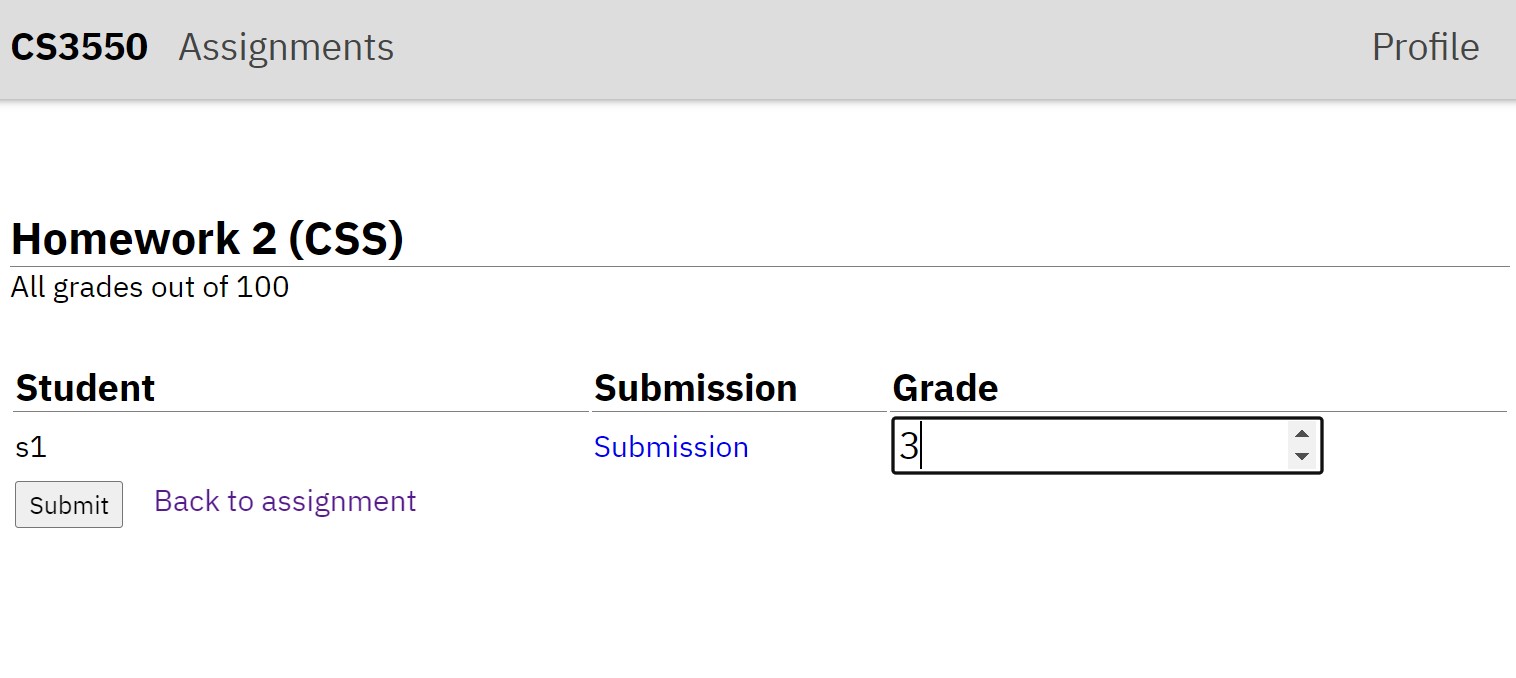 CS3550 Assignments Profile
Homework 2 (CSS)
All grades out of 100
Student Submission Grade
s1 Submission 3
Submit Back to assignment